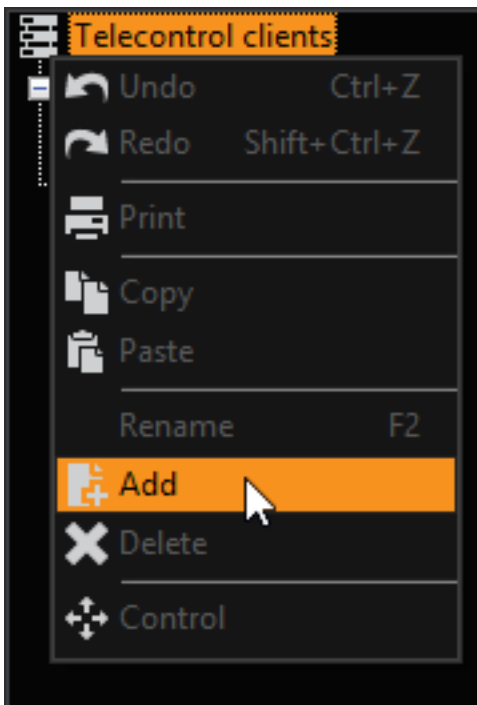 Telecontrol clients
Undo Ctrl+Z
Redo Shift+Ctrl+Z
Print
Copy
Paste
Rename F2
Add
Delete
Control